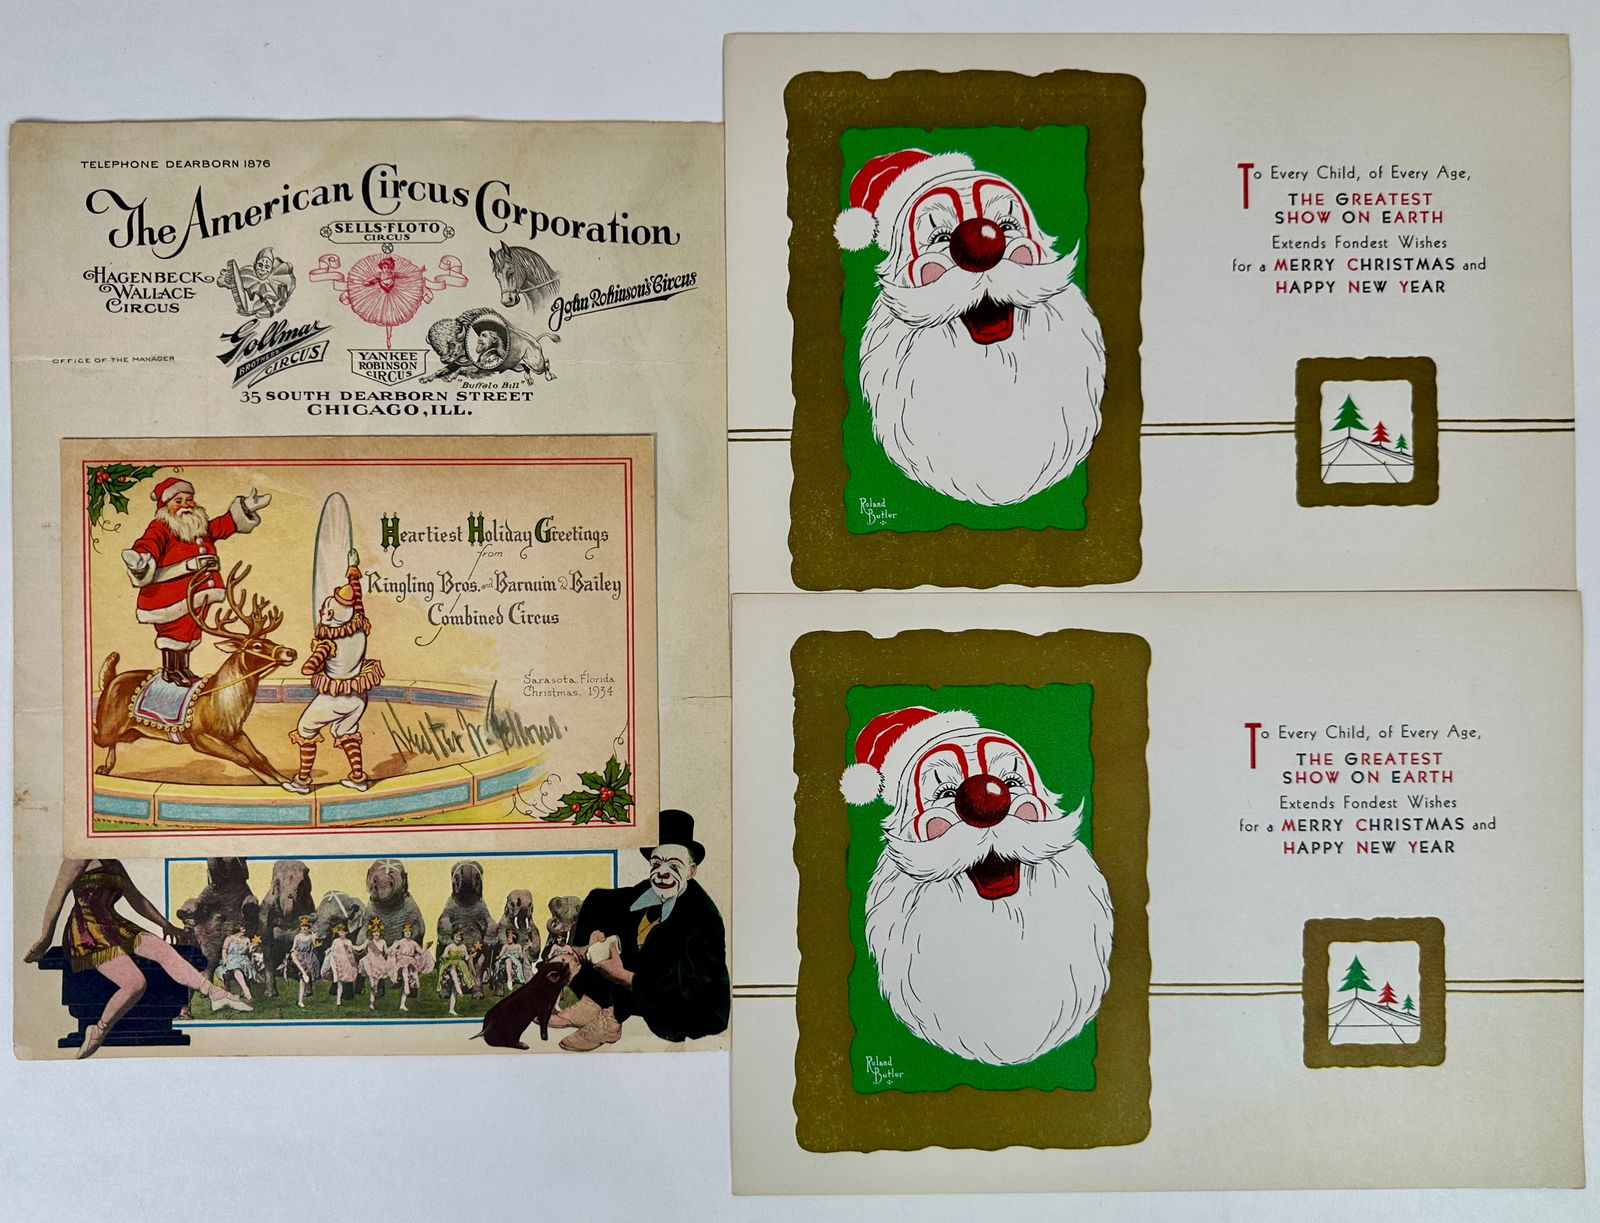 TELEPHONE DEARBORN 1876
The American Circus Corporation
SELLS-FLOTO
CIRCUS
HAGENBECK
WALLACE
CIRCUS
John Robinson's Circus
Gollmar
BROTHERS
CIRCUS
YANKEE
ROBINSON
CIRCUS
"Buffalo Bill"
OFFICE OF THE MANAGER
35 SOUTH DEARBORN STREET
CHICAGO, ILL.
Heartiest Holiday Greetings
from
Ringling Bros. and Barnum & Bailey
Combined Circus
Sarasota, Florida
Christmas, 1934
Roland
Butler
To Every Child, of Every Age,
THE GREATEST
SHOW ON EARTH
Extends Fondest Wishes
for a MERRY CHRISTMAS and
HAPPY NEW YEAR
Roland
Butler
To Every Child, of Every Age,
THE GREATEST
SHOW ON EARTH
Extends Fondest Wishes
for a MERRY CHRISTMAS and
HAPPY NEW YEAR